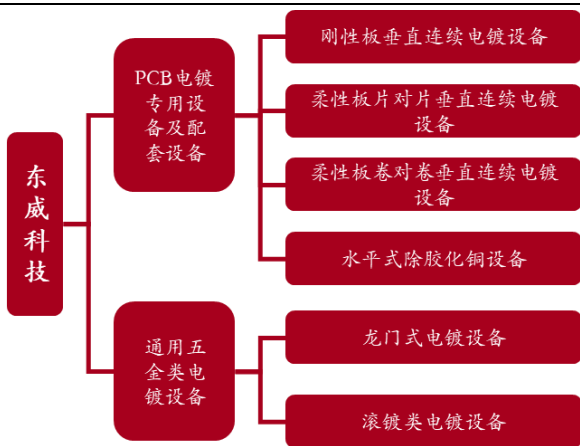 东威科技
PCB电镀
专用设
备及配
套设备
刚性板垂直连续电镀设备
柔性板片对片垂直连续电镀
设备
柔性板卷对卷垂直连续电镀
设备
水平式除胶化铜设备
通用五
金类电
镀设备
龙门式电镀设备
滚镀类电镀设备